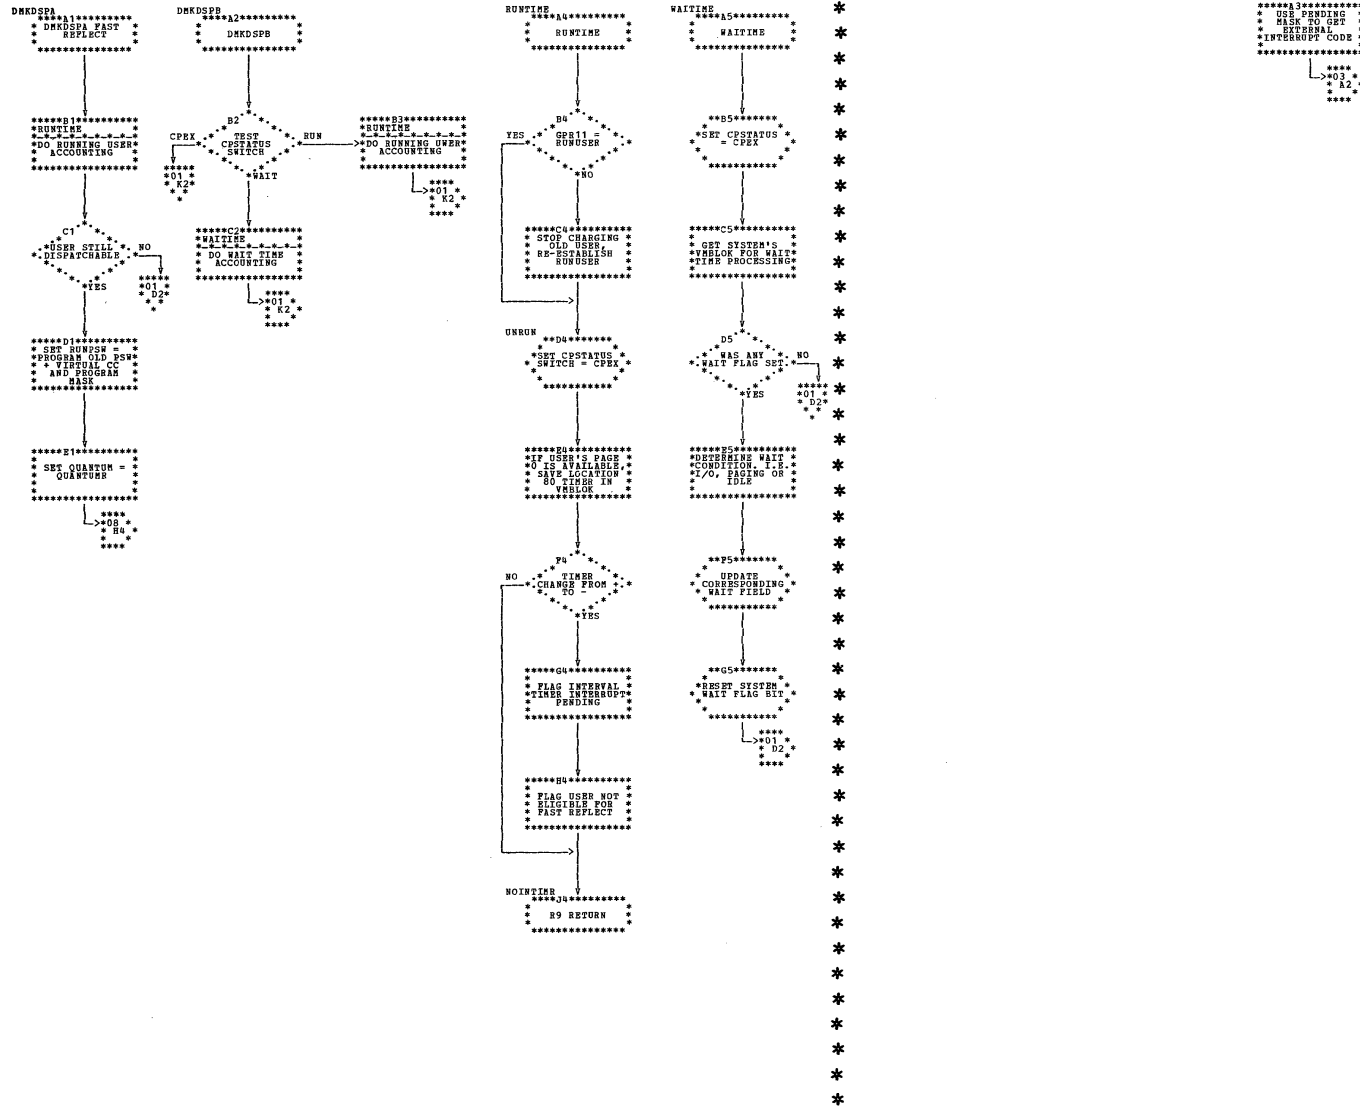 DMKDSPA
A1
DMKDSPA FAST
REFLECT
B1
RUNTIME
DO RUNNING USER
ACCOUNTING
C1
USER STILL
DISPATCHABLE
NO
01
D2
YES
D1
SET RUNPSW =
PROGRAM OLD PSW
+ VIRTUAL CC
AND PROGRAM
MASK
E1
SET QUANTUM =
QUANTUMR
08
H4
DMKDSPB
A2
DMKDSPB
B2
TEST
CPSTATUS
SWITCH
CPEX
01
K2
RUN
WAIT
B3
RUNTIME
DO RUNNING UWER
ACCOUNTING
01
K2
C2
WAITIME
DO WAIT TIME
ACCOUNTING
01
K2
RUNTIME
A4
RUNTIME
B4
GPR11 =
RUNUSER
YES
NO
C4
STOP CHARGING
OLD USER,
RE-ESTABLISH
RUNUSER
UNRUN
D4
SET CPSTATUS
SWITCH = CPEX
E4
IF USER'S PAGE
0 IS AVAILABLE,
SAVE LOCATION
80 TIMER IN
VMBLOK
F4
TIMER
CHANGE FROM +
TO -
NO
YES
G4
FLAG INTERVAL
TIMER INTERRUPT
PENDING
H4
FLAG USER NOT
ELIGIBLE FOR
FAST REFLECT
NOINTIMR
J4
R9 RETURN
WAITIME
A5
WAITIME
B5
SET CPSTATUS
= CPEX
C5
GET SYSTEM'S
VMBLOK FOR WAIT
TIME PROCESSING
D5
WAS ANY
WAIT FLAG SET
NO
01
D2
YES
E5
DETERMINE WAIT
CONDITION. I.E.
I/O, PAGING OR
IDLE
F5
UPDATE
CORRESPONDING
WAIT FIELD
G5
RESET SYSTEM
WAIT FLAG BIT
01
D2
A3
USE PENDING
MASK TO GET
EXTERNAL
INTERRUPT CODE
03
A2